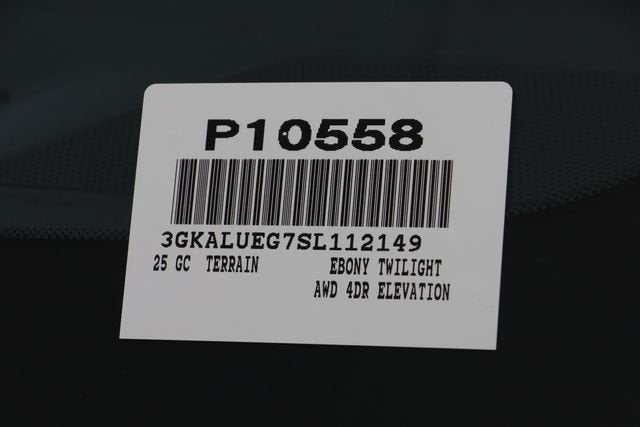 P10558
3GKALUEG7SL112149
25 GC TERRAIN EBONY TWILIGHT
AWD 4DR ELEVATION